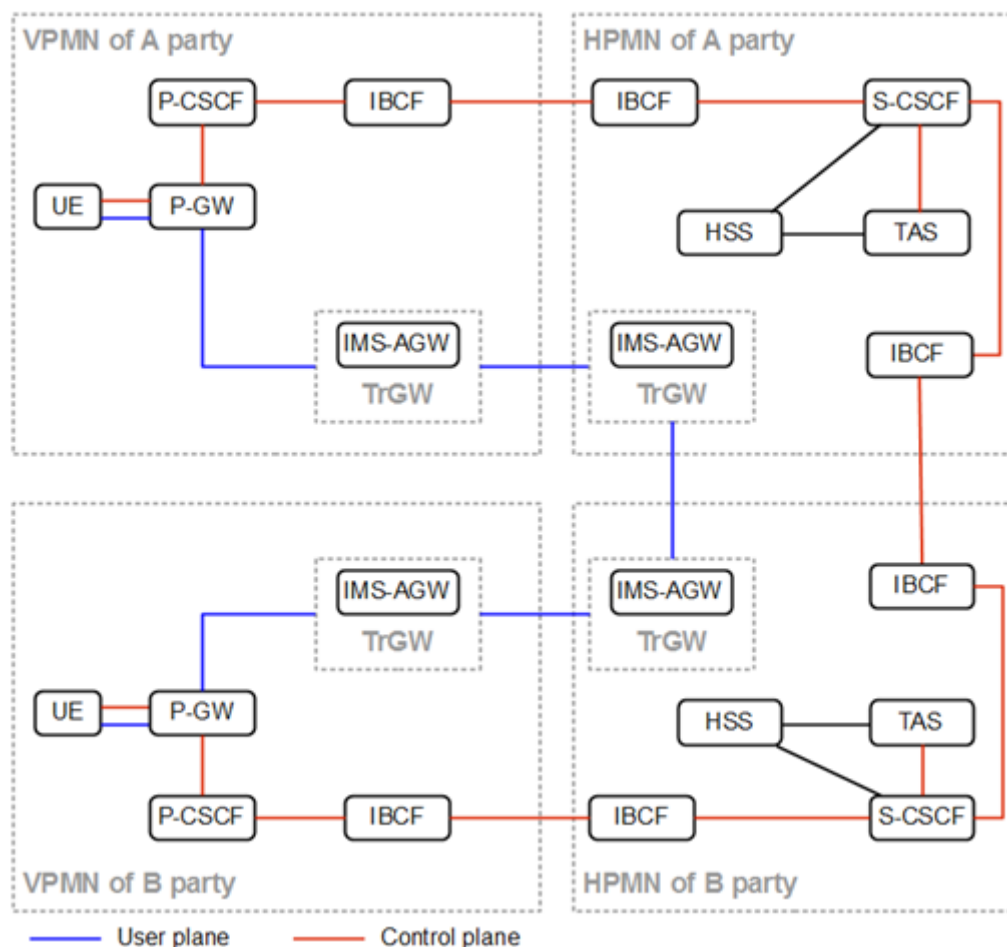 VPMN of A party
HPMN of A party
P-CSCF
IBCF
IBCF
S-CSCF
UE
P-GW
HSS
TAS
IMS-AGW
TrGW
IMS-AGW
TrGW
IBCF
IMS-AGW
TrGW
IMS-AGW
TrGW
IBCF
UE
P-GW
HSS
TAS
P-CSCF
IBCF
IBCF
S-CSCF
VPMN of B party
HPMN of B party
User plane
Control plane